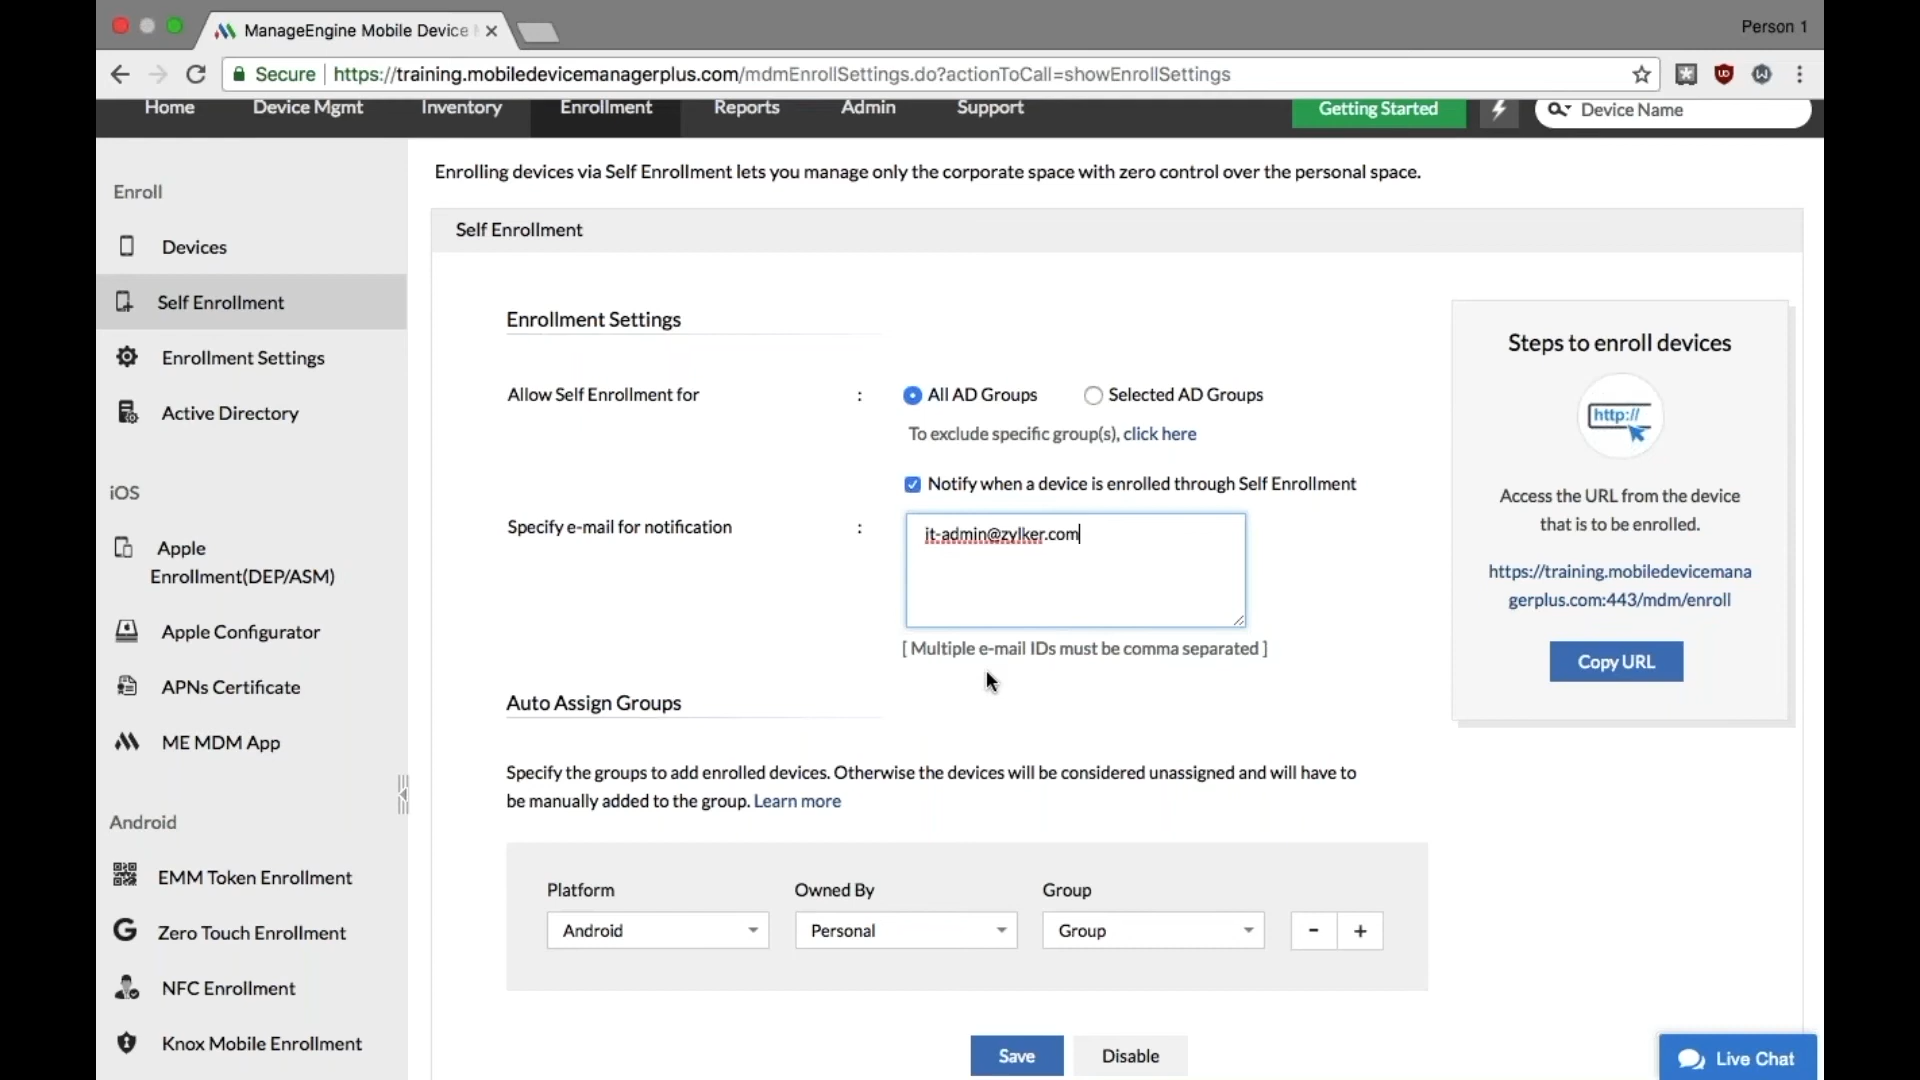 ManageEngine Mobile Device
Person 1
Secure
https://training.mobiledevicemanagerplus.com/mdmEnrollSettings.do?actionToCall=showEnrollSettings
Home Device Mgmt Inventory Enrollment Reports Admin Support Getting Started Device Name
Enroll
Devices
Self Enrollment
Enrollment Settings
Active Directory
iOS
Apple
Enrollment(DEP/ASM)
Apple Configurator
APNs Certificate
ME MDM App
Android
EMM Token Enrollment
Zero Touch Enrollment
NFC Enrollment
Knox Mobile Enrollment
Enrolling devices via Self Enrollment lets you manage only the corporate space with zero control over the personal space.
Self Enrollment
Enrollment Settings
Allow Self Enrollment for : All AD Groups Selected AD Groups
To exclude specific group(s), click here
Notify when a device is enrolled through Self Enrollment
Specify e-mail for notification : it-admin@zylker.com
[ Multiple e-mail IDs must be comma separated ]
Auto Assign Groups
Specify the groups to add enrolled devices. Otherwise the devices will be considered unassigned and will have to
be manually added to the group. Learn more
Platform Owned By Group
Android Personal Group - +
Save Disable
Steps to enroll devices
http://
Access the URL from the device
that is to be enrolled.
https://training.mobiledevicemana
gerplus.com:443/mdm/enroll
Copy URL
Live Chat